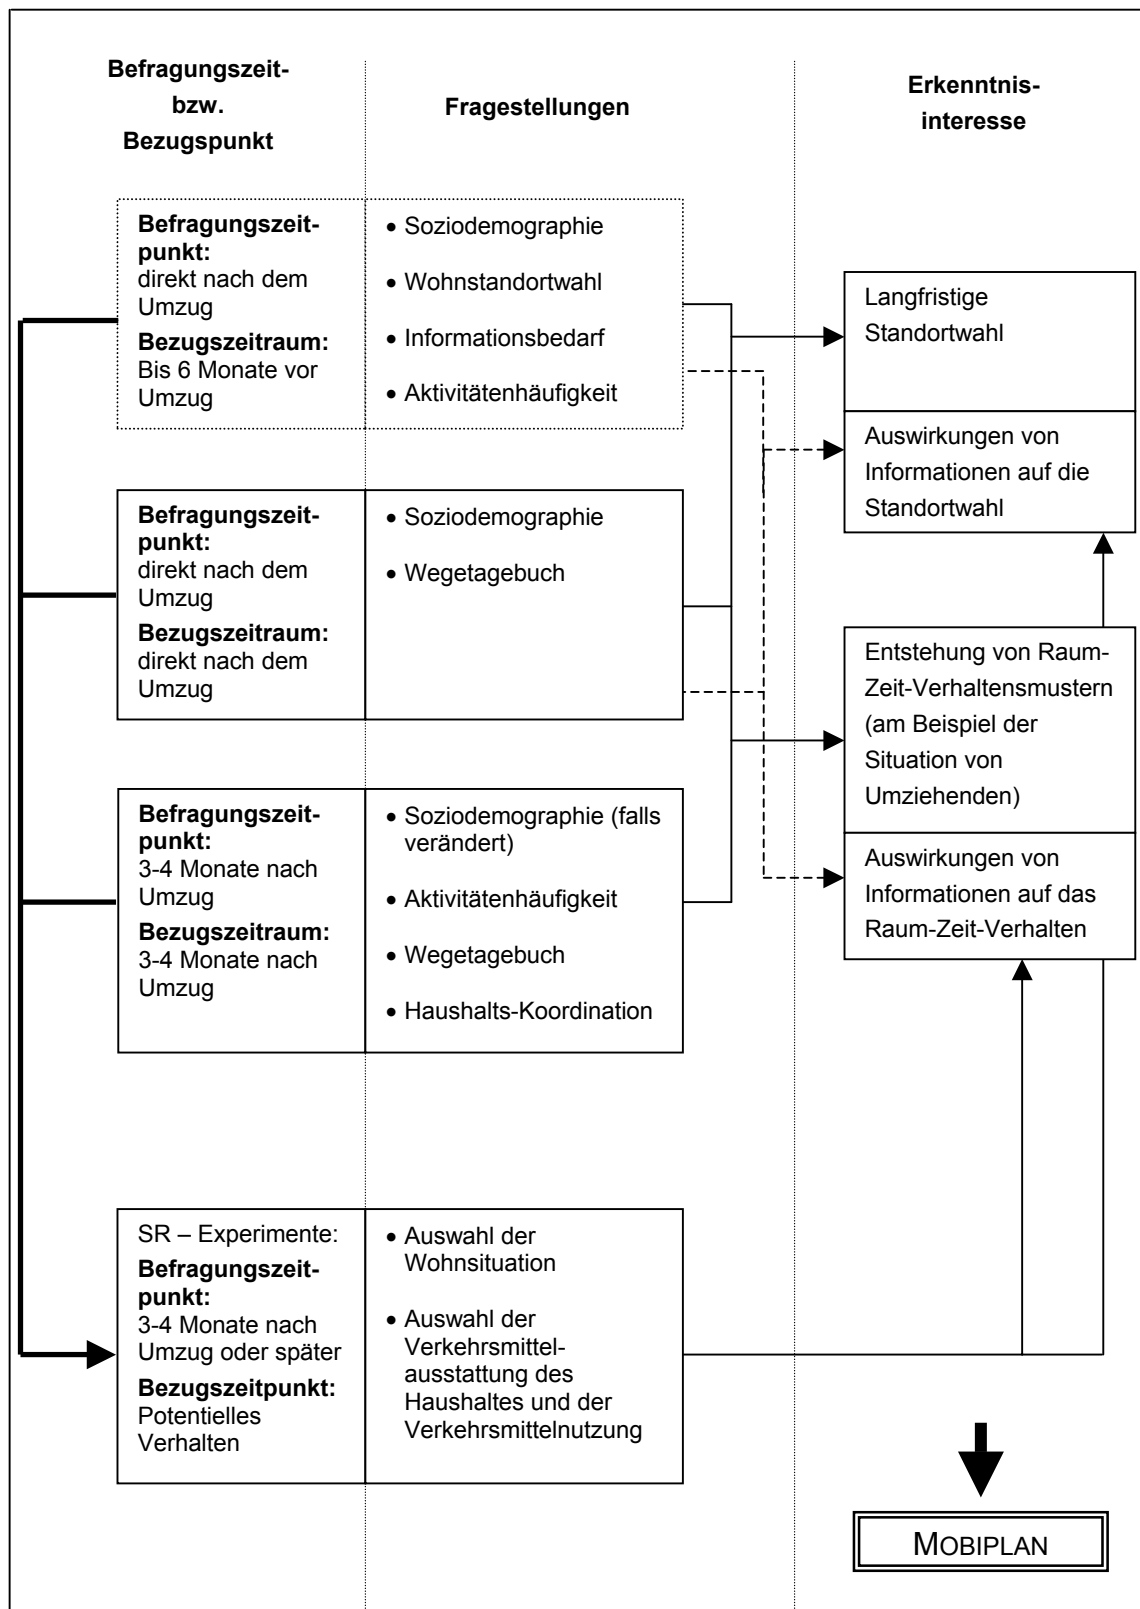 Befragungszeit-
bzw.
Bezugspunkt
Fragestellungen
Erkenntnis-
interesse
Befragungszeit-
punkt:
direkt nach dem
Umzug
Bezugszeitraum:
Bis 6 Monate vor
Umzug
• Soziodemographie
• Wohnstandortwahl
• Informationsbedarf
• Aktivitätenhäufigkeit
Langfristige
Standortwahl
Auswirkungen von
Informationen auf die
Standortwahl
Befragungszeit-
punkt:
direkt nach dem
Umzug
Bezugszeitraum:
direkt nach dem
Umzug
• Soziodemographie
• Wegetagebuch
Entstehung von Raum-
Zeit-Verhaltensmustern
(am Beispiel der
Situation von
Umziehenden)
Auswirkungen von
Informationen auf das
Raum-Zeit-Verhalten
Befragungszeit-
punkt:
3-4 Monate nach
Umzug
Bezugszeitraum:
3-4 Monate nach
Umzug
• Soziodemographie (falls
verändert)
• Aktivitätenhäufigkeit
• Wegetagebuch
• Haushalts-Koordination
SR – Experimente:
Befragungszeit-
punkt:
3-4 Monate nach
Umzug oder später
Bezugszeitpunkt:
Potentielles
Verhalten
• Auswahl der
Wohnsituation
• Auswahl der
Verkehrsmittel-
ausstattung des
Haushaltes und der
Verkehrsmittelnutzung
MOBIPLAN